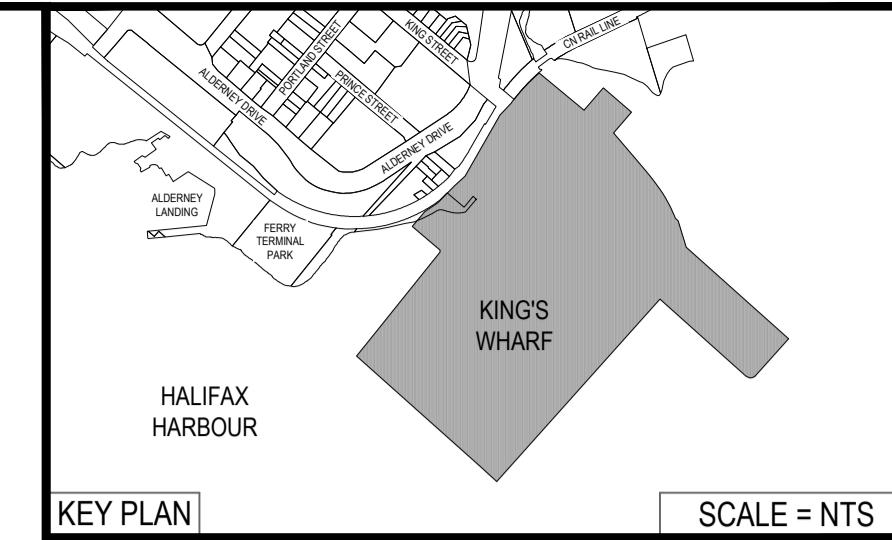 CN RAIL LINE
KING STREET
PORTLAND STREET
PRINCE STREET
ALDERNEY DRIVE
ALDERNEY DRIVE
ALDERNEY
LANDING
FERRY
TERMINAL
PARK
KING'S
WHARF
HALIFAX
HARBOUR
KEY PLAN
SCALE = NTS